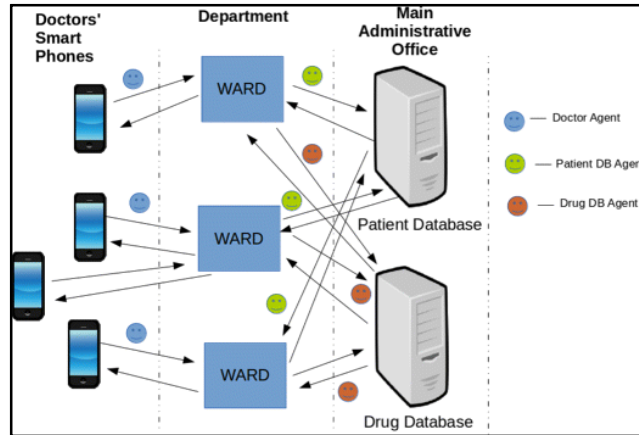 Doctors'
Smart
Phones
Department
Main
Administrative
Office
WARD
WARD
WARD
Patient Database
Drug Database
Doctor Agent
Patient DB Agent
Drug DB Agent